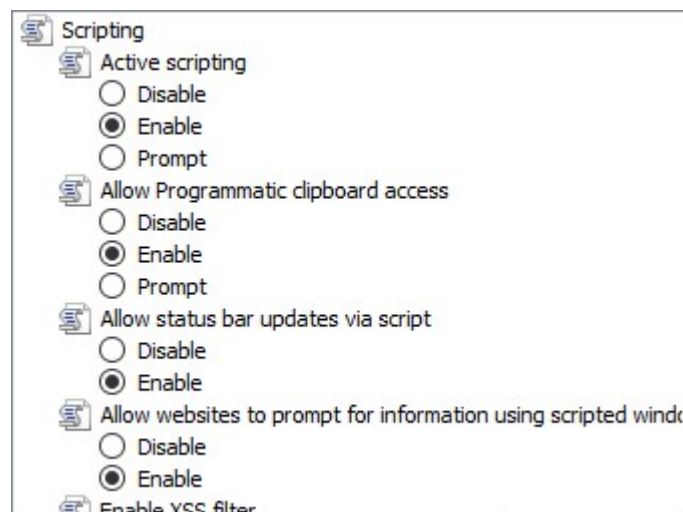 Scripting
Active scripting
Disable
Enable
Prompt
Allow Programmatic clipboard access
Disable
Enable
Prompt
Allow status bar updates via script
Disable
Enable
Allow websites to prompt for information using scripted windo
Disable
Enable
Enable XSS filter